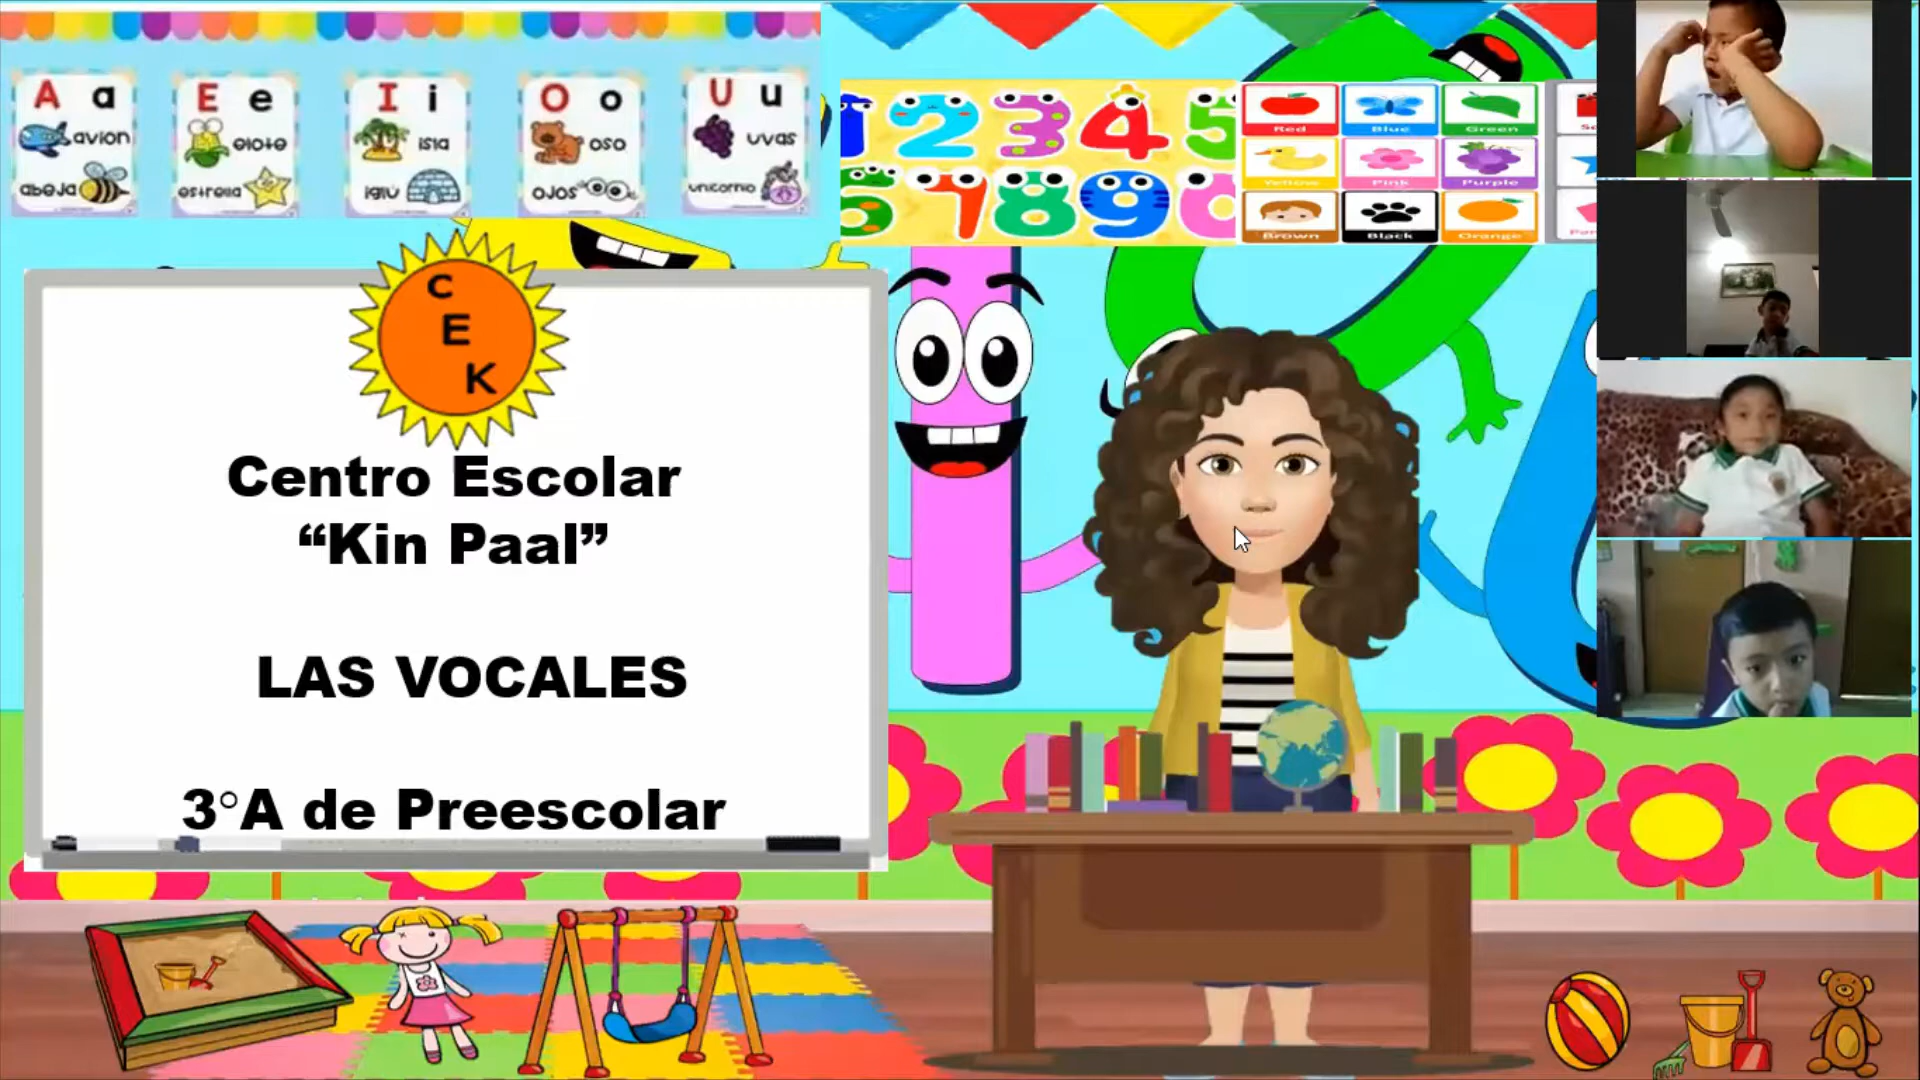 A a
avion
abeja
E e
elote
estrella
I i
isla
iglú
O o
oso
ojos
U u
uvas
unicornio
1 2 3 4 5
6 7 8 9
Red
Blue
Green
Yellow
Pink
Purple
Brown
Black
Orange
C
E
K
Centro Escolar
“Kin Paal”
LAS VOCALES
3°A de Preescolar